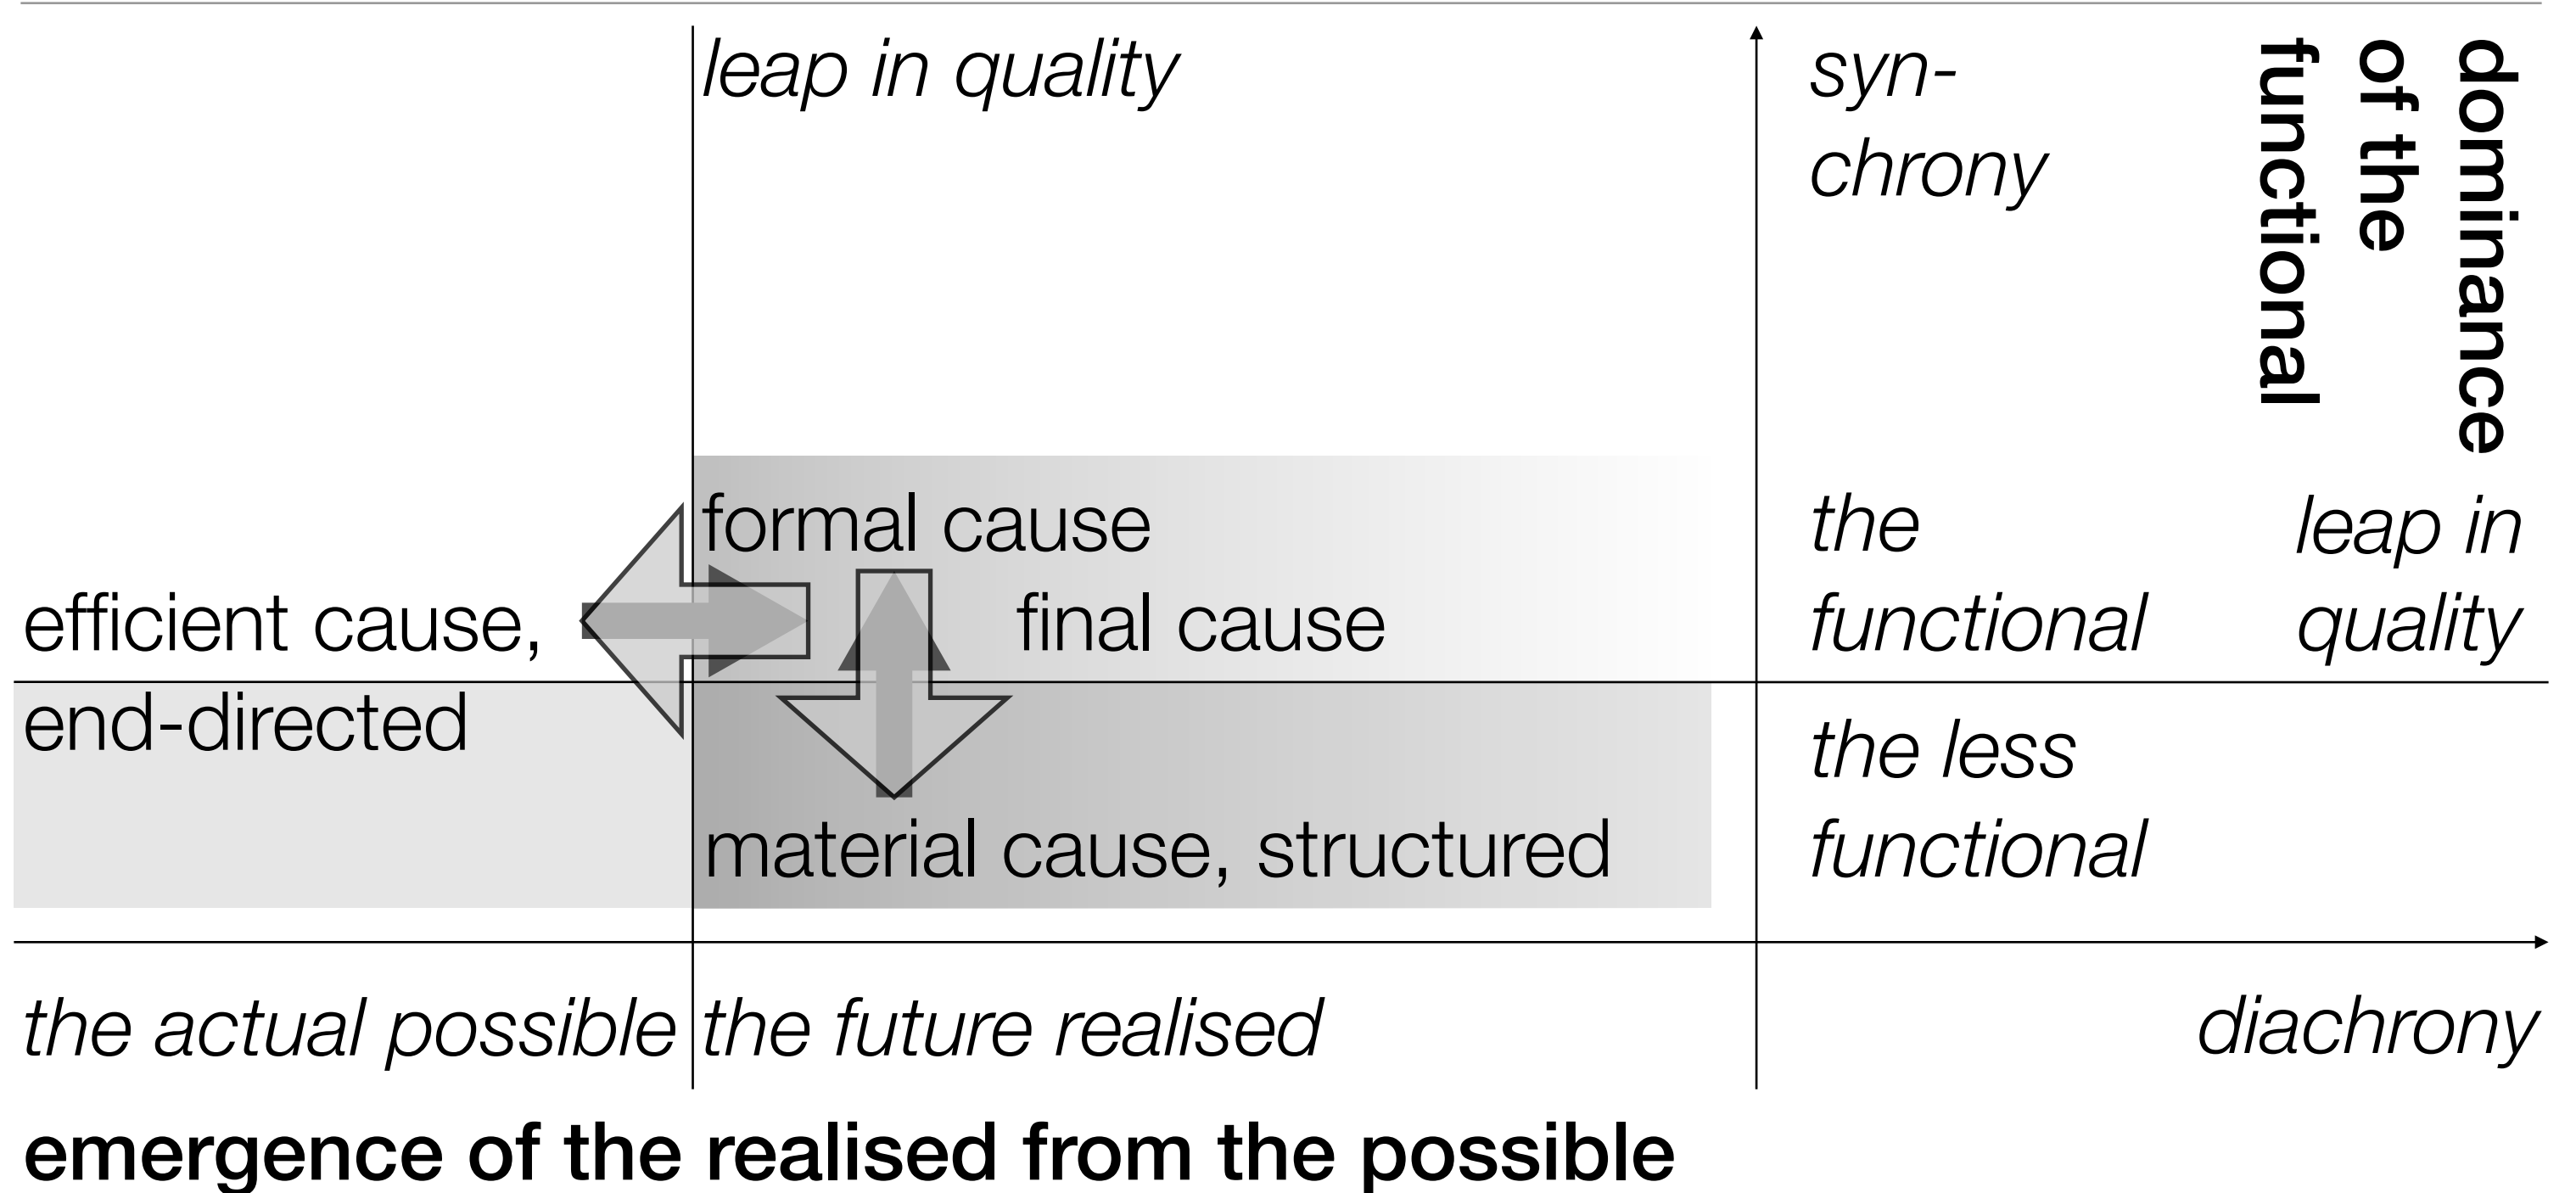 leap in quality
syn-
chrony
dominance
of the
functional
formal cause
the
functional
leap in
quality
efficient cause,
end-directed
final cause
material cause, structured
the less
functional
the actual possible
the future realised
diachrony
emergence of the realised from the possible